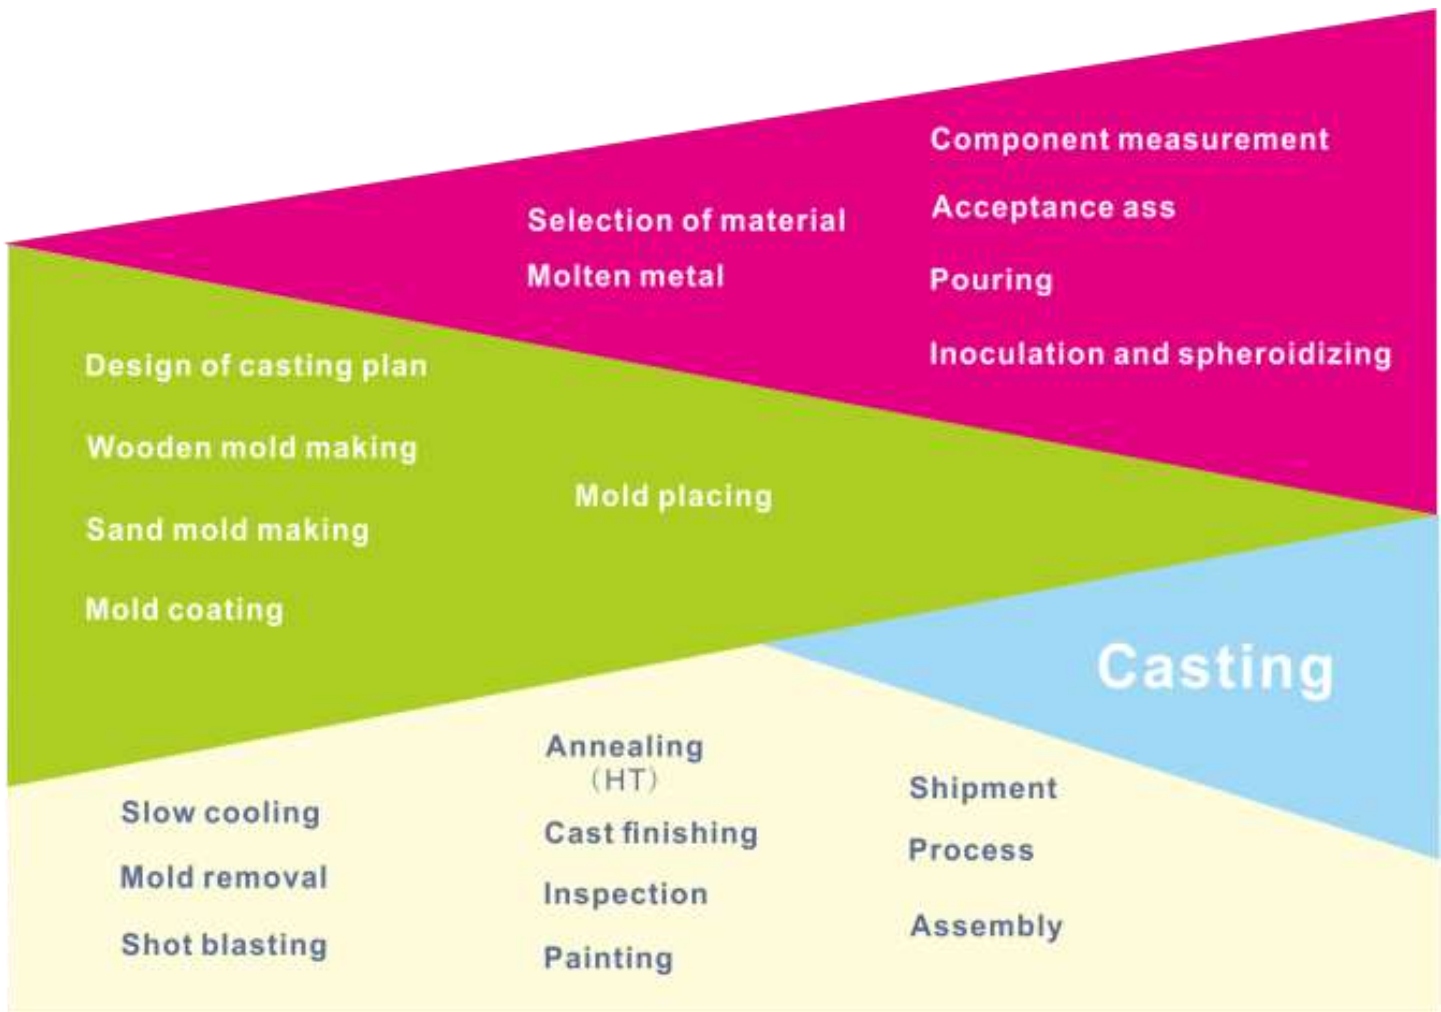 Component measurement
Selection of material
Acceptance ass
Molten metal
Pouring
Inoculation and spheroidizing
Design of casting plan
Wooden mold making
Sand mold making
Mold coating
Mold placing
Casting
Slow cooling
Mold removal
Shot blasting
Annealing
(HT)
Cast finishing
Inspection
Painting
Shipment
Process
Assembly